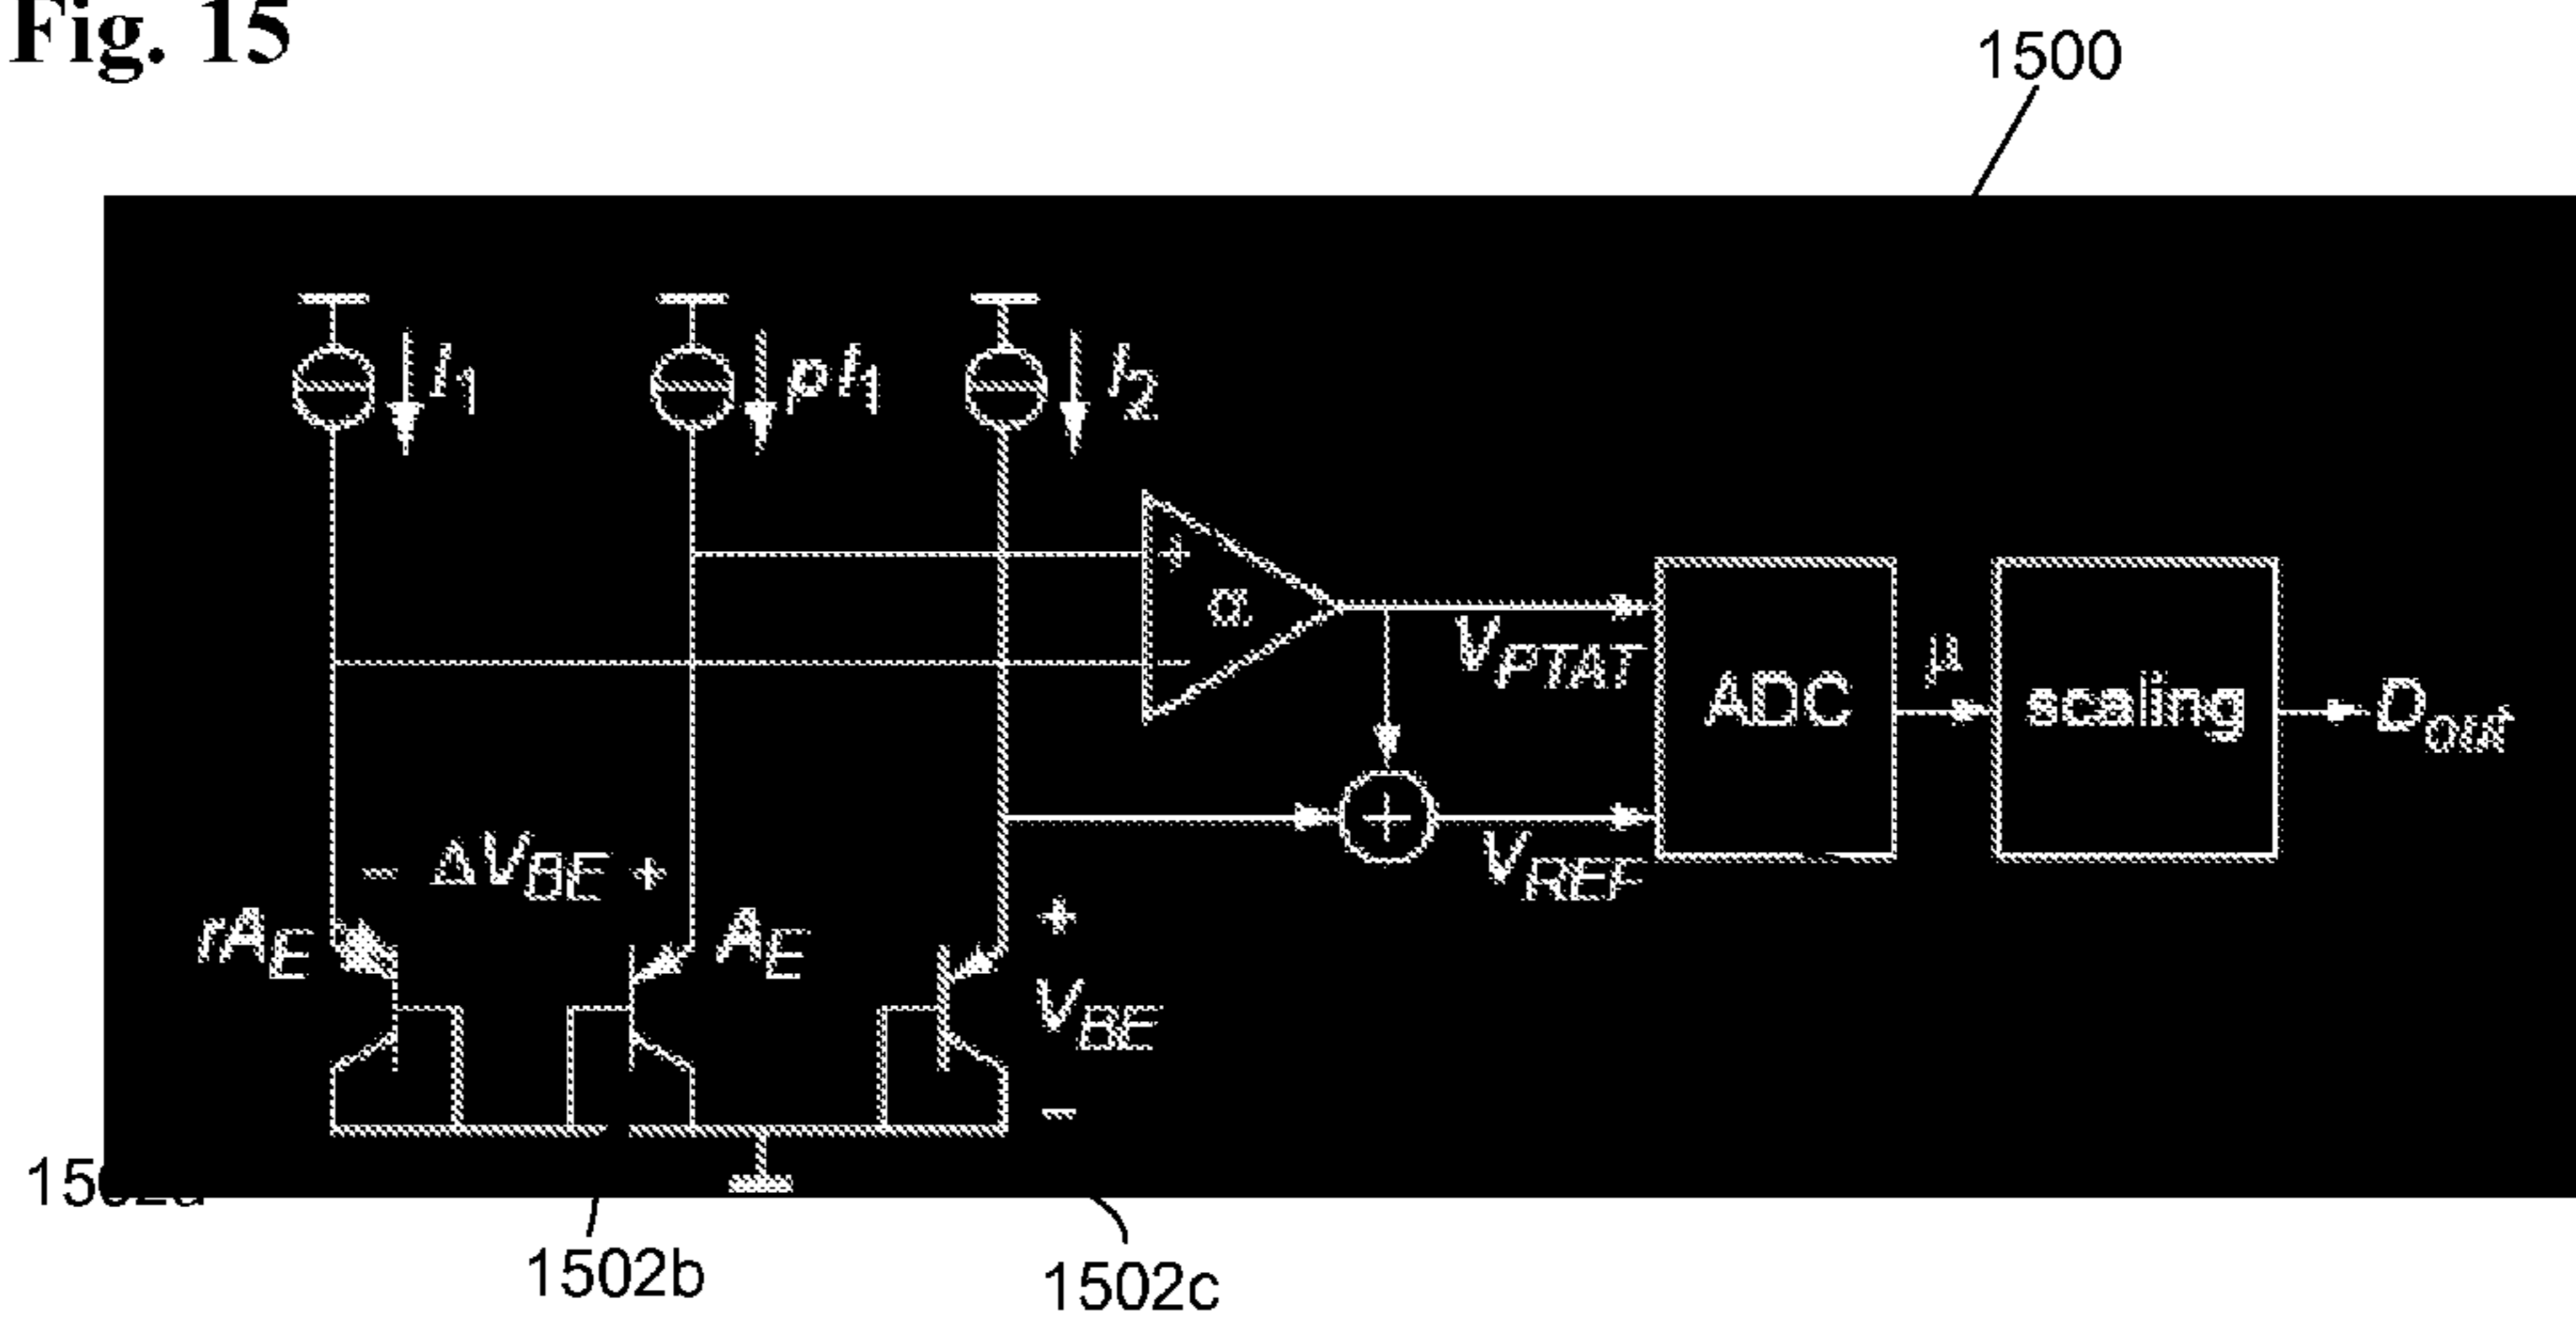 Fig. 15
1500
I1 pI1 I2
+
α
-
VPTAT
ADC
μ
scaling
Dout
+
VREF
- ΔVBE +
rAE
AE
+
VBE
-
1502b
1502c